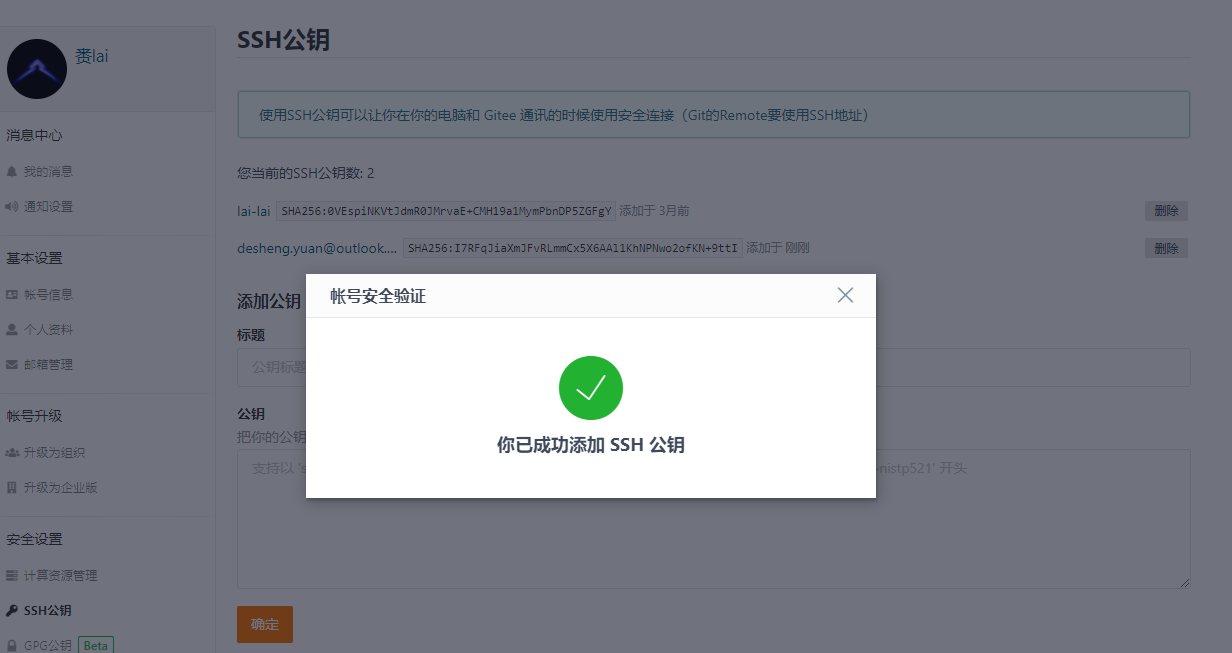 赉lai
消息中心
我的消息
通知设置
基本设置
帐号信息
个人资料
邮箱管理
帐号升级
升级为组织
升级为企业版
安全设置
计算资源管理
SSH公钥
GPG公钥 Beta
SSH公钥
使用SSH公钥可以让你在你的电脑和 Gitee 通讯的时候使用安全连接（Git的Remote要使用SSH地址）
您当前的SSH公钥数: 2
lai-lai SHA256:0VEspiNKVtJdmR0JMrvaE+CMH19a1MymPbnDP5ZGFgY 添加于 3月前 删除
desheng.yuan@outlook.... SHA256:I7RFqJiaXmJFvRLmmCx5X6AAl1KhNPNwo2ofKN+9ttI 添加于 刚刚 删除
添加公钥
标题
公钥标题
公钥
把你的公钥
支持以 's -nistp521' 开头
确定
帐号安全验证
你已成功添加 SSH 公钥